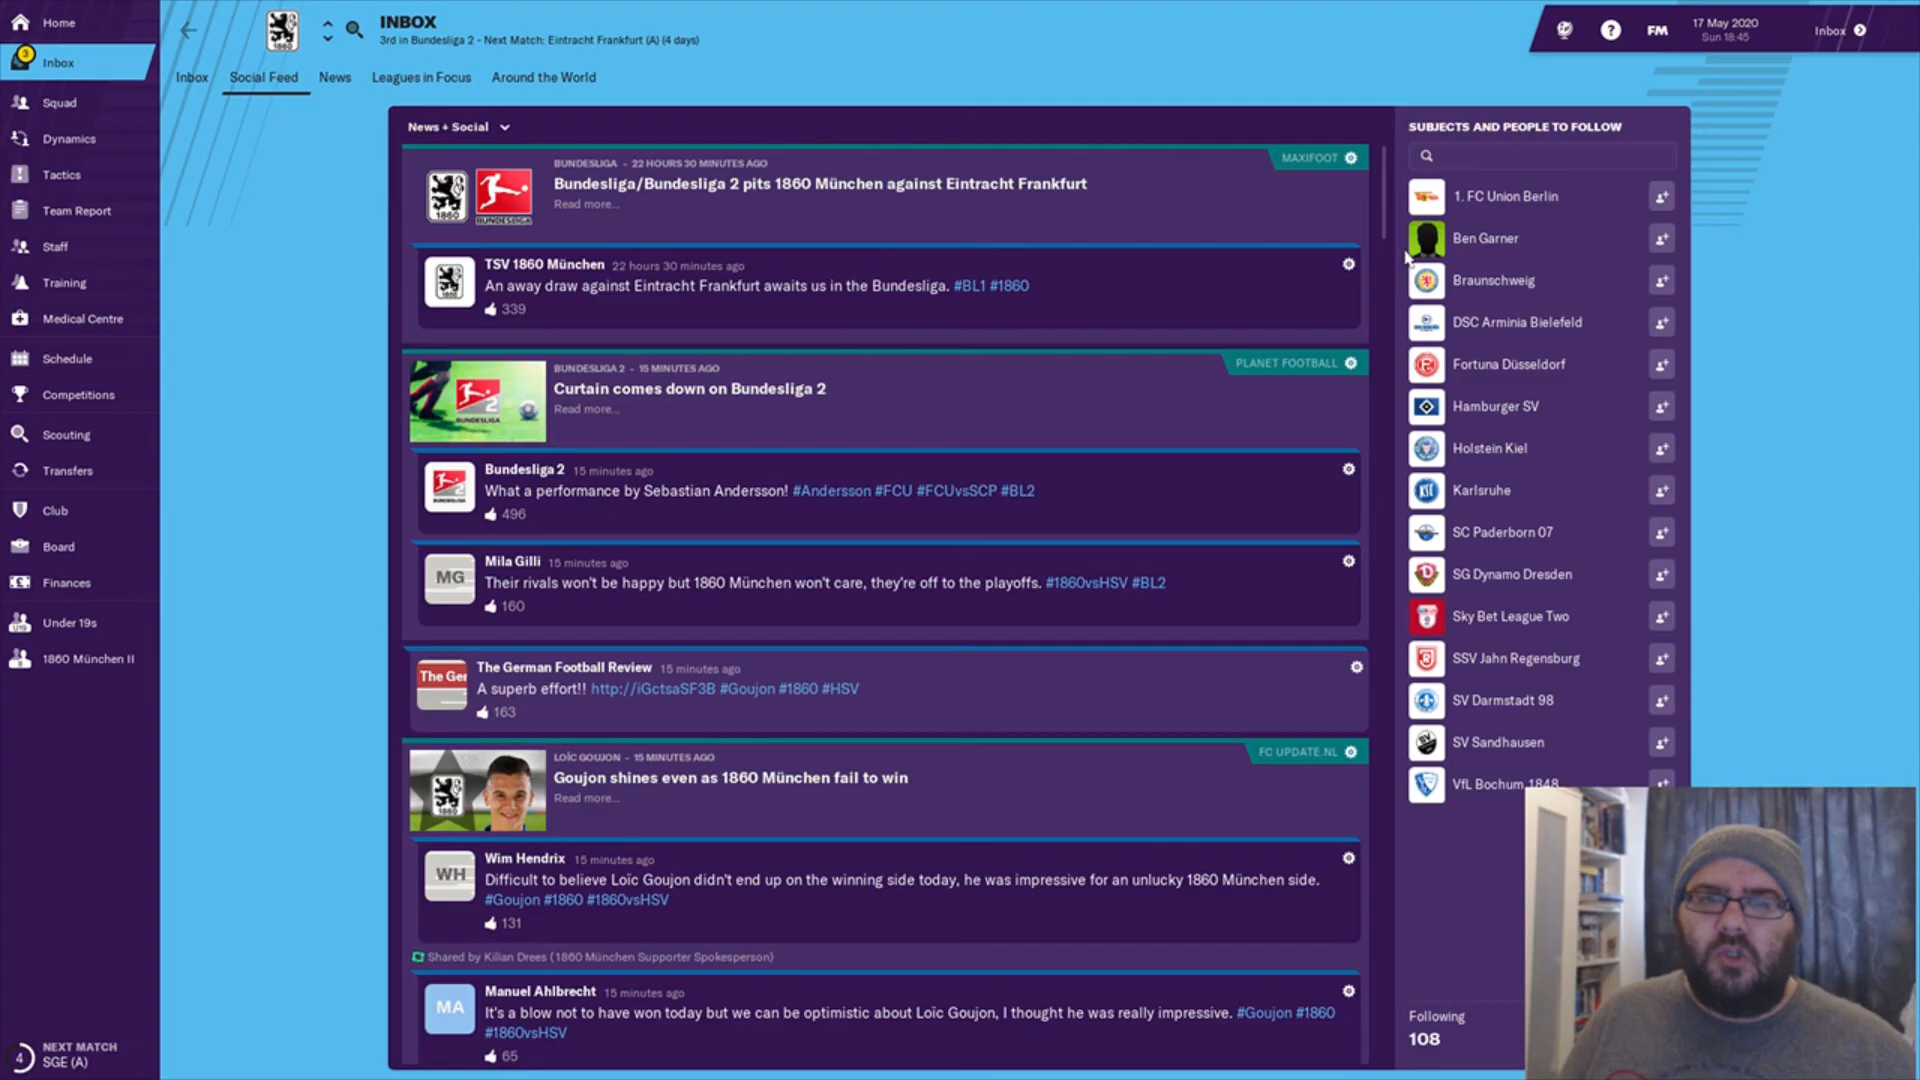 Home
3
Inbox
Squad
Dynamics
Tactics
Team Report
Staff
Training
Medical Centre
Schedule
Competitions
Scouting
Transfers
Club
Board
Finances
Under 19s
1860 München II
4
NEXT MATCH
SGE (A)
1860
INBOX
3rd in Bundesliga 2 - Next Match: Eintracht Frankfurt (A) (4 days)
FM
17 May 2020
Sun 18:45
Inbox
Inbox Social Feed News Leagues in Focus Around the World
News + Social
MAXIFOOT
BUNDESLIGA - 22 HOURS 30 MINUTES AGO
Bundesliga/Bundesliga 2 pits 1860 München against Eintracht Frankfurt
Read more...
1860
BUNDESLIGA
TSV 1860 München 22 hours 30 minutes ago
An away draw against Eintracht Frankfurt awaits us in the Bundesliga. #BL1 #1860
339
PLANET FOOTBALL
BUNDESLIGA 2 - 15 MINUTES AGO
Curtain comes down on Bundesliga 2
Read more...
2
BUNDESLIGA
Bundesliga 2 15 minutes ago
What a performance by Sebastian Andersson! #Andersson #FCU #FCUvsSCP #BL2
496
MG
Mila Gilli 15 minutes ago
Their rivals won't be happy but 1860 München won't care, they're off to the playoffs. #1860vsHSV #BL2
160
The Ger
The German Football Review 15 minutes ago
A superb effort!! http://iGctsaSF3B #Goujon #1860 #HSV
163
FC UPDATE.NL
LOÏC GOUJON - 15 MINUTES AGO
Goujon shines even as 1860 München fail to win
Read more...
1860
WH
Wim Hendrix 15 minutes ago
Difficult to believe Loïc Goujon didn't end up on the winning side today, he was impressive for an unlucky 1860 München side.
#Goujon #1860 #1860vsHSV
131
Shared by Kilian Drees (1860 München Supporter Spokesperson)
MA
Manuel Ahlbrecht 15 minutes ago
It's a blow not to have won today but we can be optimistic about Loïc Goujon, I thought he was really impressive. #Goujon #1860
#1860vsHSV
65
SUBJECTS AND PEOPLE TO FOLLOW
1. FC Union Berlin
Ben Garner
Braunschweig
DSC Arminia Bielefeld
Fortuna Düsseldorf
Hamburger SV
Holstein Kiel
Karlsruhe
SC Paderborn 07
SG Dynamo Dresden
Sky Bet League Two
SSV Jahn Regensburg
SV Darmstadt 98
SV Sandhausen
VfL Bochum 1848
Following
108